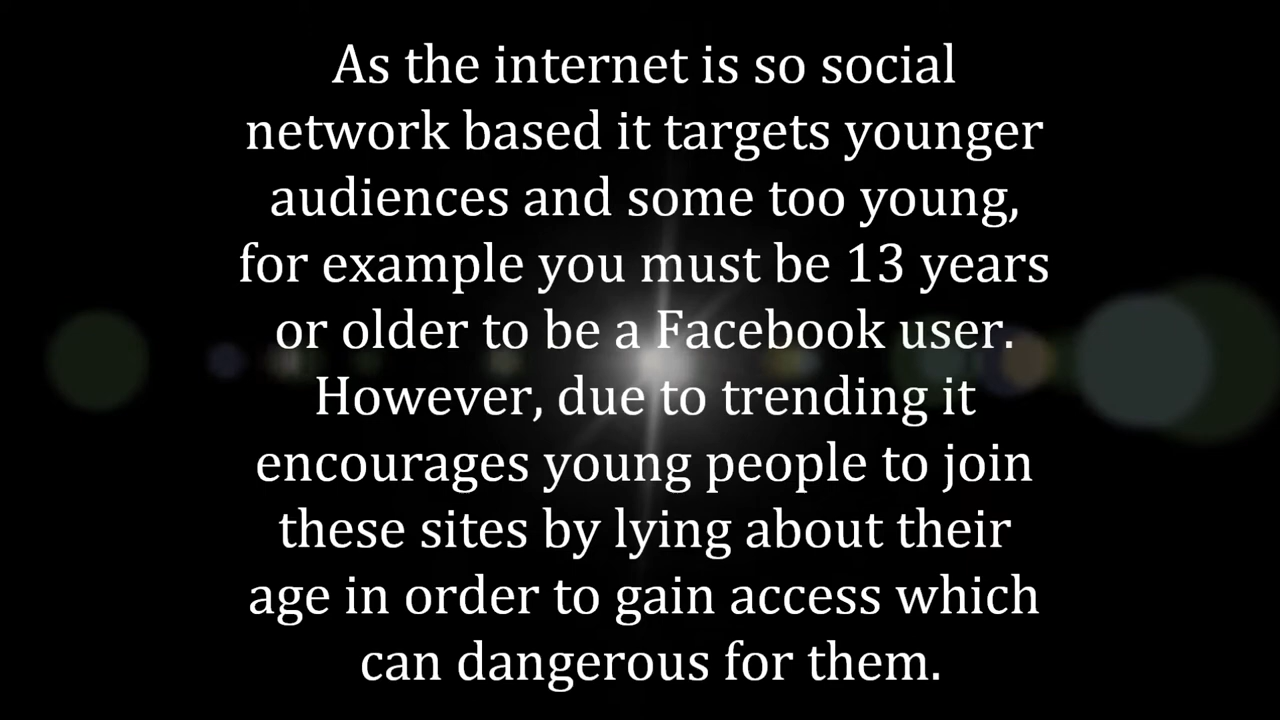 As the internet is so social
network based it targets younger
audiences and some too young,
for example you must be 13 years
or older to be a Facebook user.
However, due to trending it
encourages young people to join
these sites by lying about their
age in order to gain access which
can dangerous for them.